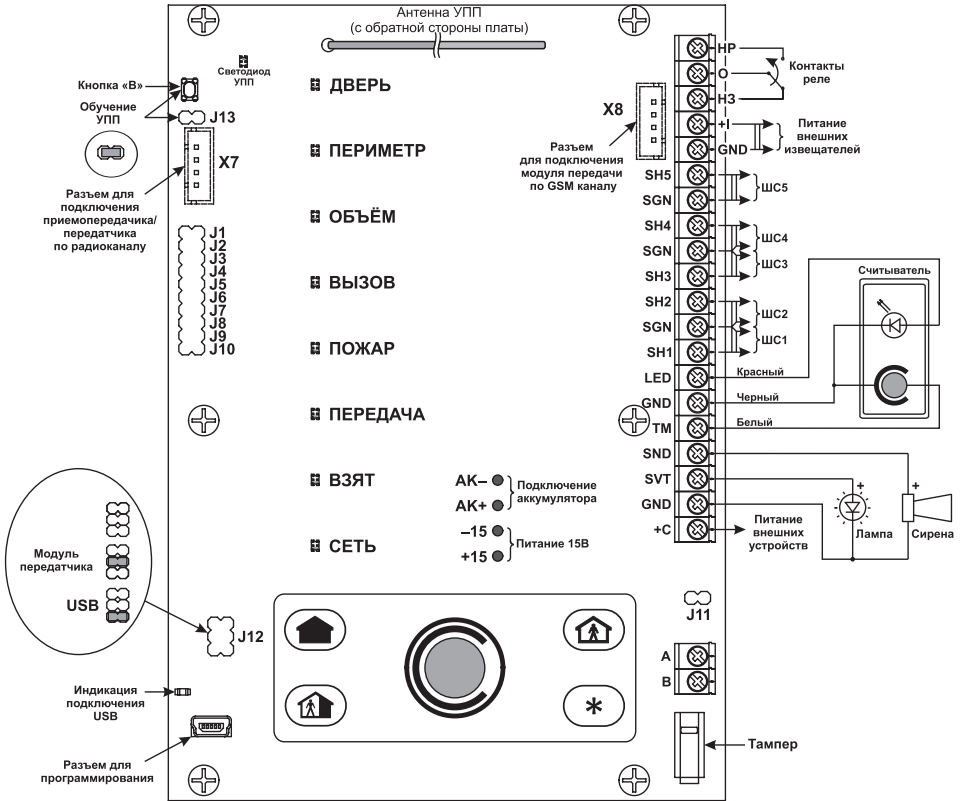 Антенна УПП
(с обратной стороны платы)
Светодиод
УПП
Кнопка «В»
Обучение
УПП
J13
X7
Разъем для
подключения
приемопередачика/
передатчика
по радиоканалу
J1
J2
J3
J4
J5
J6
J7
J8
J9
J10
ДВЕРЬ
ПЕРИМЕТР
ОБЪЁМ
ВЫЗОВ
ПОЖАР
ПЕРЕДАЧА
ВЗЯТ
СЕТЬ
АК–
АК+
Подключение
аккумулятора
–15
+15
Питание 15В
X8
Разъем
для подключения
модуля передачи
по GSM каналу
НР
О
НЗ
Контакты
реле
+I
GND
Питание
внешних
извещателей
SH5
SGN
ШС5
SH4
SGN
SH3
ШС4
ШС3
SH2
SGN
SH1
ШС2
ШС1
LED
GND
TM
Красный
Черный
Белый
Считыватель
SND
SVT
GND
+C
Питание
внешних
устройств
+
Лампа
+
Сирена
Модуль
передатчика
USB
J12
Индикация
подключения
USB
Разъем для
программирования
*
J11
A
B
Тампер